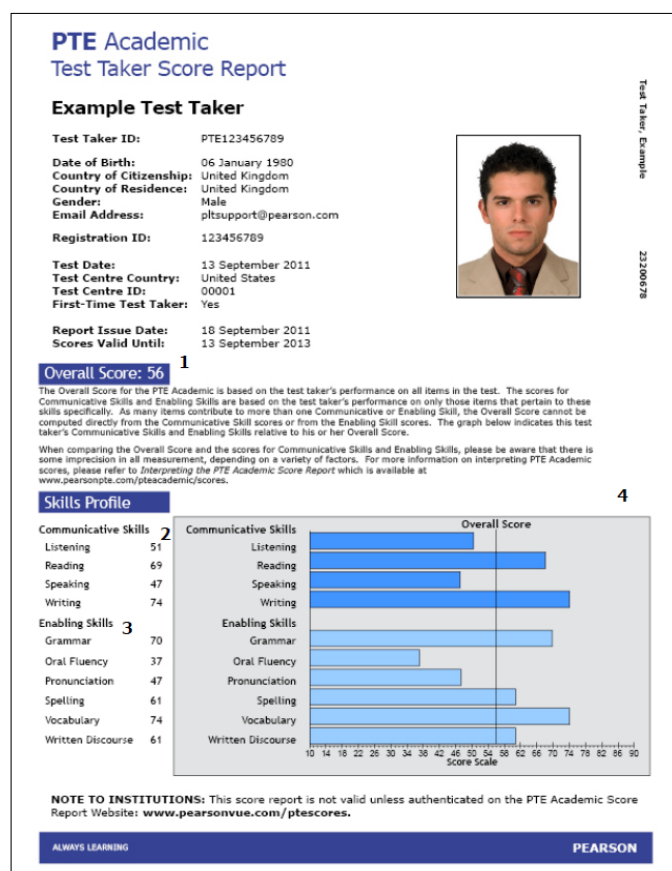 PTE Academic
Test Taker Score Report
Example Test Taker
Test Taker ID: PTE123456789
Date of Birth: 06 January 1980
Country of Citizenship: United Kingdom
Country of Residence: United Kingdom
Gender: Male
Email Address: pltsupport@pearson.com
Registration ID: 123456789
Test Date: 13 September 2011
Test Centre Country: United States
Test Centre ID: 00001
First-Time Test Taker: Yes
Report Issue Date: 18 September 2011
Scores Valid Until: 13 September 2013
Test Taker, Example 23200678
Overall Score: 56 1
The Overall Score for the PTE Academic is based on the test taker's performance on all items in the test. The scores for
Communicative Skills and Enabling Skills are based on the test taker's performance on only those items that pertain to these
skills specifically. As many items contribute to more than one Communicative or Enabling Skill, the Overall Score cannot be
computed directly from the Communicative Skill scores or from the Enabling Skill scores. The graph below indicates this test
taker's Communicative Skills and Enabling Skills relative to his or her Overall Score.
When comparing the Overall Score and the scores for Communicative Skills and Enabling Skills, please be aware that there is
some imprecision in all measurement, depending on a variety of factors. For more information on interpreting PTE Academic
scores, please refer to Interpreting the PTE Academic Score Report which is available at
www.pearsonpte.com/pteacademic/scores.
Skills Profile
4
Communicative Skills 2
Listening 51
Reading 69
Speaking 47
Writing 74
Enabling Skills 3
Grammar 70
Oral Fluency 37
Pronunciation 47
Spelling 61
Vocabulary 74
Written Discourse 61
Overall Score
Communicative Skills
Listening
Reading
Speaking
Writing
Enabling Skills
Grammar
Oral Fluency
Pronunciation
Spelling
Vocabulary
Written Discourse
10 14 18 22 26 30 34 38 42 46 50 54 58 62 66 70 74 78 82 86 90
Score Scale
NOTE TO INSTITUTIONS: This score report is not valid unless authenticated on the PTE Academic Score
Report Website: www.pearsonvue.com/ptescores.
ALWAYS LEARNING PEARSON